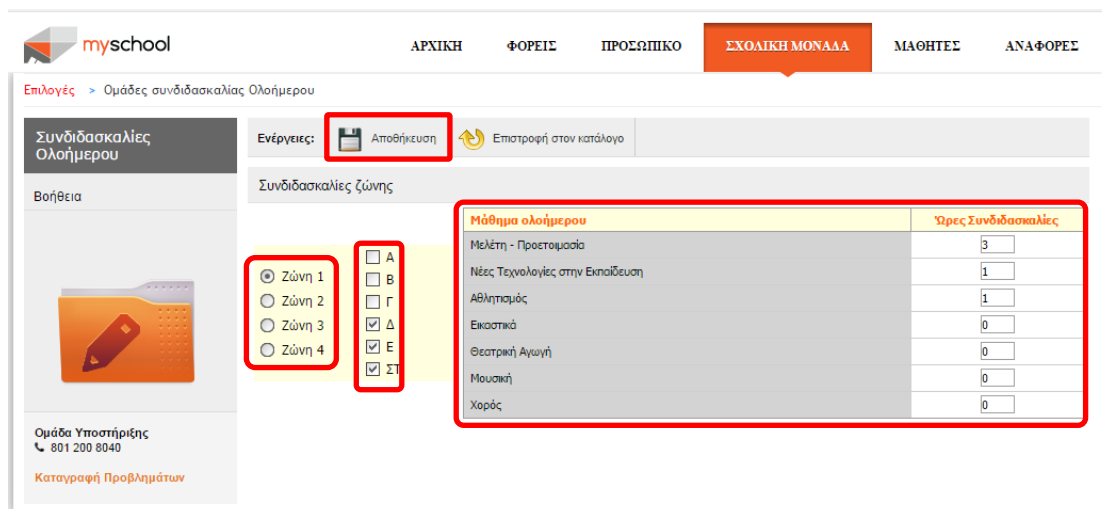 myschool
ΑΡΧΙΚΗ ΦΟΡΕΙΣ ΠΡΟΣΩΠΙΚΟ ΣΧΟΛΙΚΗ ΜΟΝΑΔΑ ΜΑΘΗΤΕΣ ΑΝΑΦΟΡΕΣ
Επιλογές > Ομάδες συνδιδασκαλίας Ολοήμερου
Συνδιδασκαλίες
Ολοήμερου
Βοήθεια
Ομάδα Υποστήριξης
801 200 8040
Καταγραφή Προβλημάτων
Ενέργειες: Αποθήκευση Επιστροφή στον κατάλογο
Συνδιδασκαλίες ζώνης
Ζώνη 1
Ζώνη 2
Ζώνη 3
Ζώνη 4
Α
Β
Γ
Δ
Ε
ΣΤ
Μάθημα ολοήμερου Ώρες Συνδιδασκαλίες
Μελέτη - Προετοιμασία 3
Νέες Τεχνολογίες στην Εκπαίδευση 1
Αθλητισμός 1
Εικαστικά 0
Θεατρική Αγωγή 0
Μουσική 0
Χορός 0